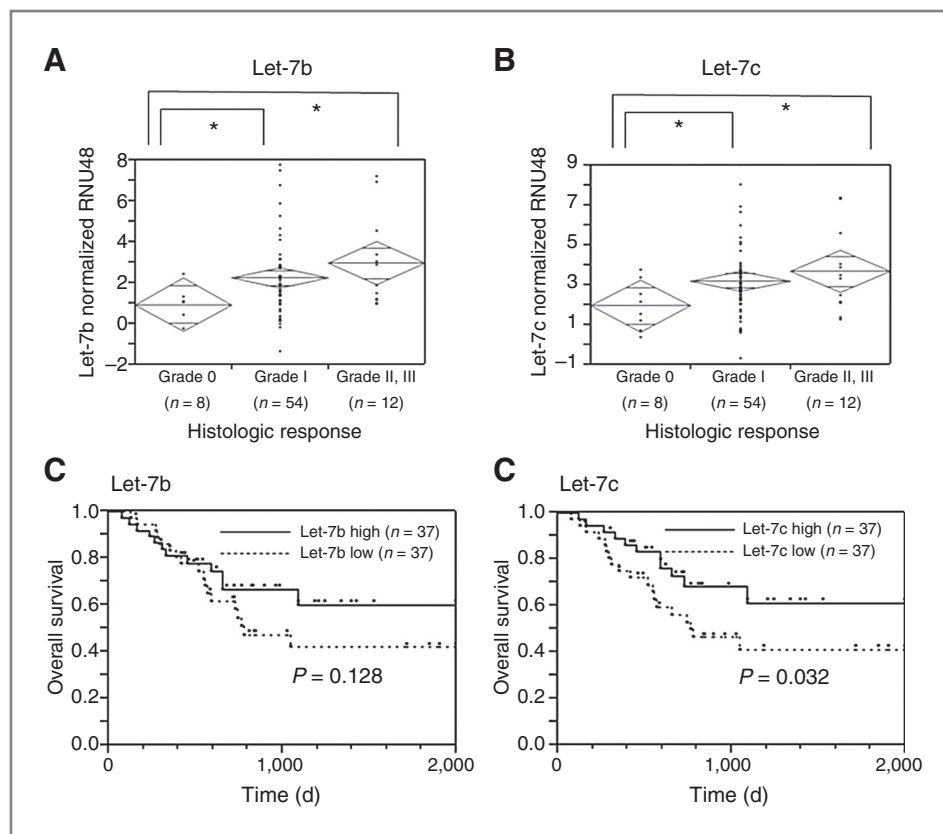 A
Let-7b
*
*
Let-7b normalized RNU48
8
6
4
2
0
–2
Grade 0
Grade I
Grade II, III
(n = 8)
(n = 54)
(n = 12)
Histologic response
B
Let-7c
*
*
Let-7c normalized RNU48
9
7
5
3
1
–1
Grade 0
Grade I
Grade II, III
(n = 8)
(n = 54)
(n = 12)
Histologic response
C
Let-7b
Overall survival
1.0
0.8
0.6
0.4
0.2
0.0
Let-7b high (n = 37)
Let-7b low (n = 37)
P = 0.128
0
1,000
2,000
Time (d)
C
Let-7c
Overall survival
1.0
0.8
0.6
0.4
0.2
0.0
Let-7c high (n = 37)
Let-7c low (n = 37)
P = 0.032
0
1,000
2,000
Time (d)